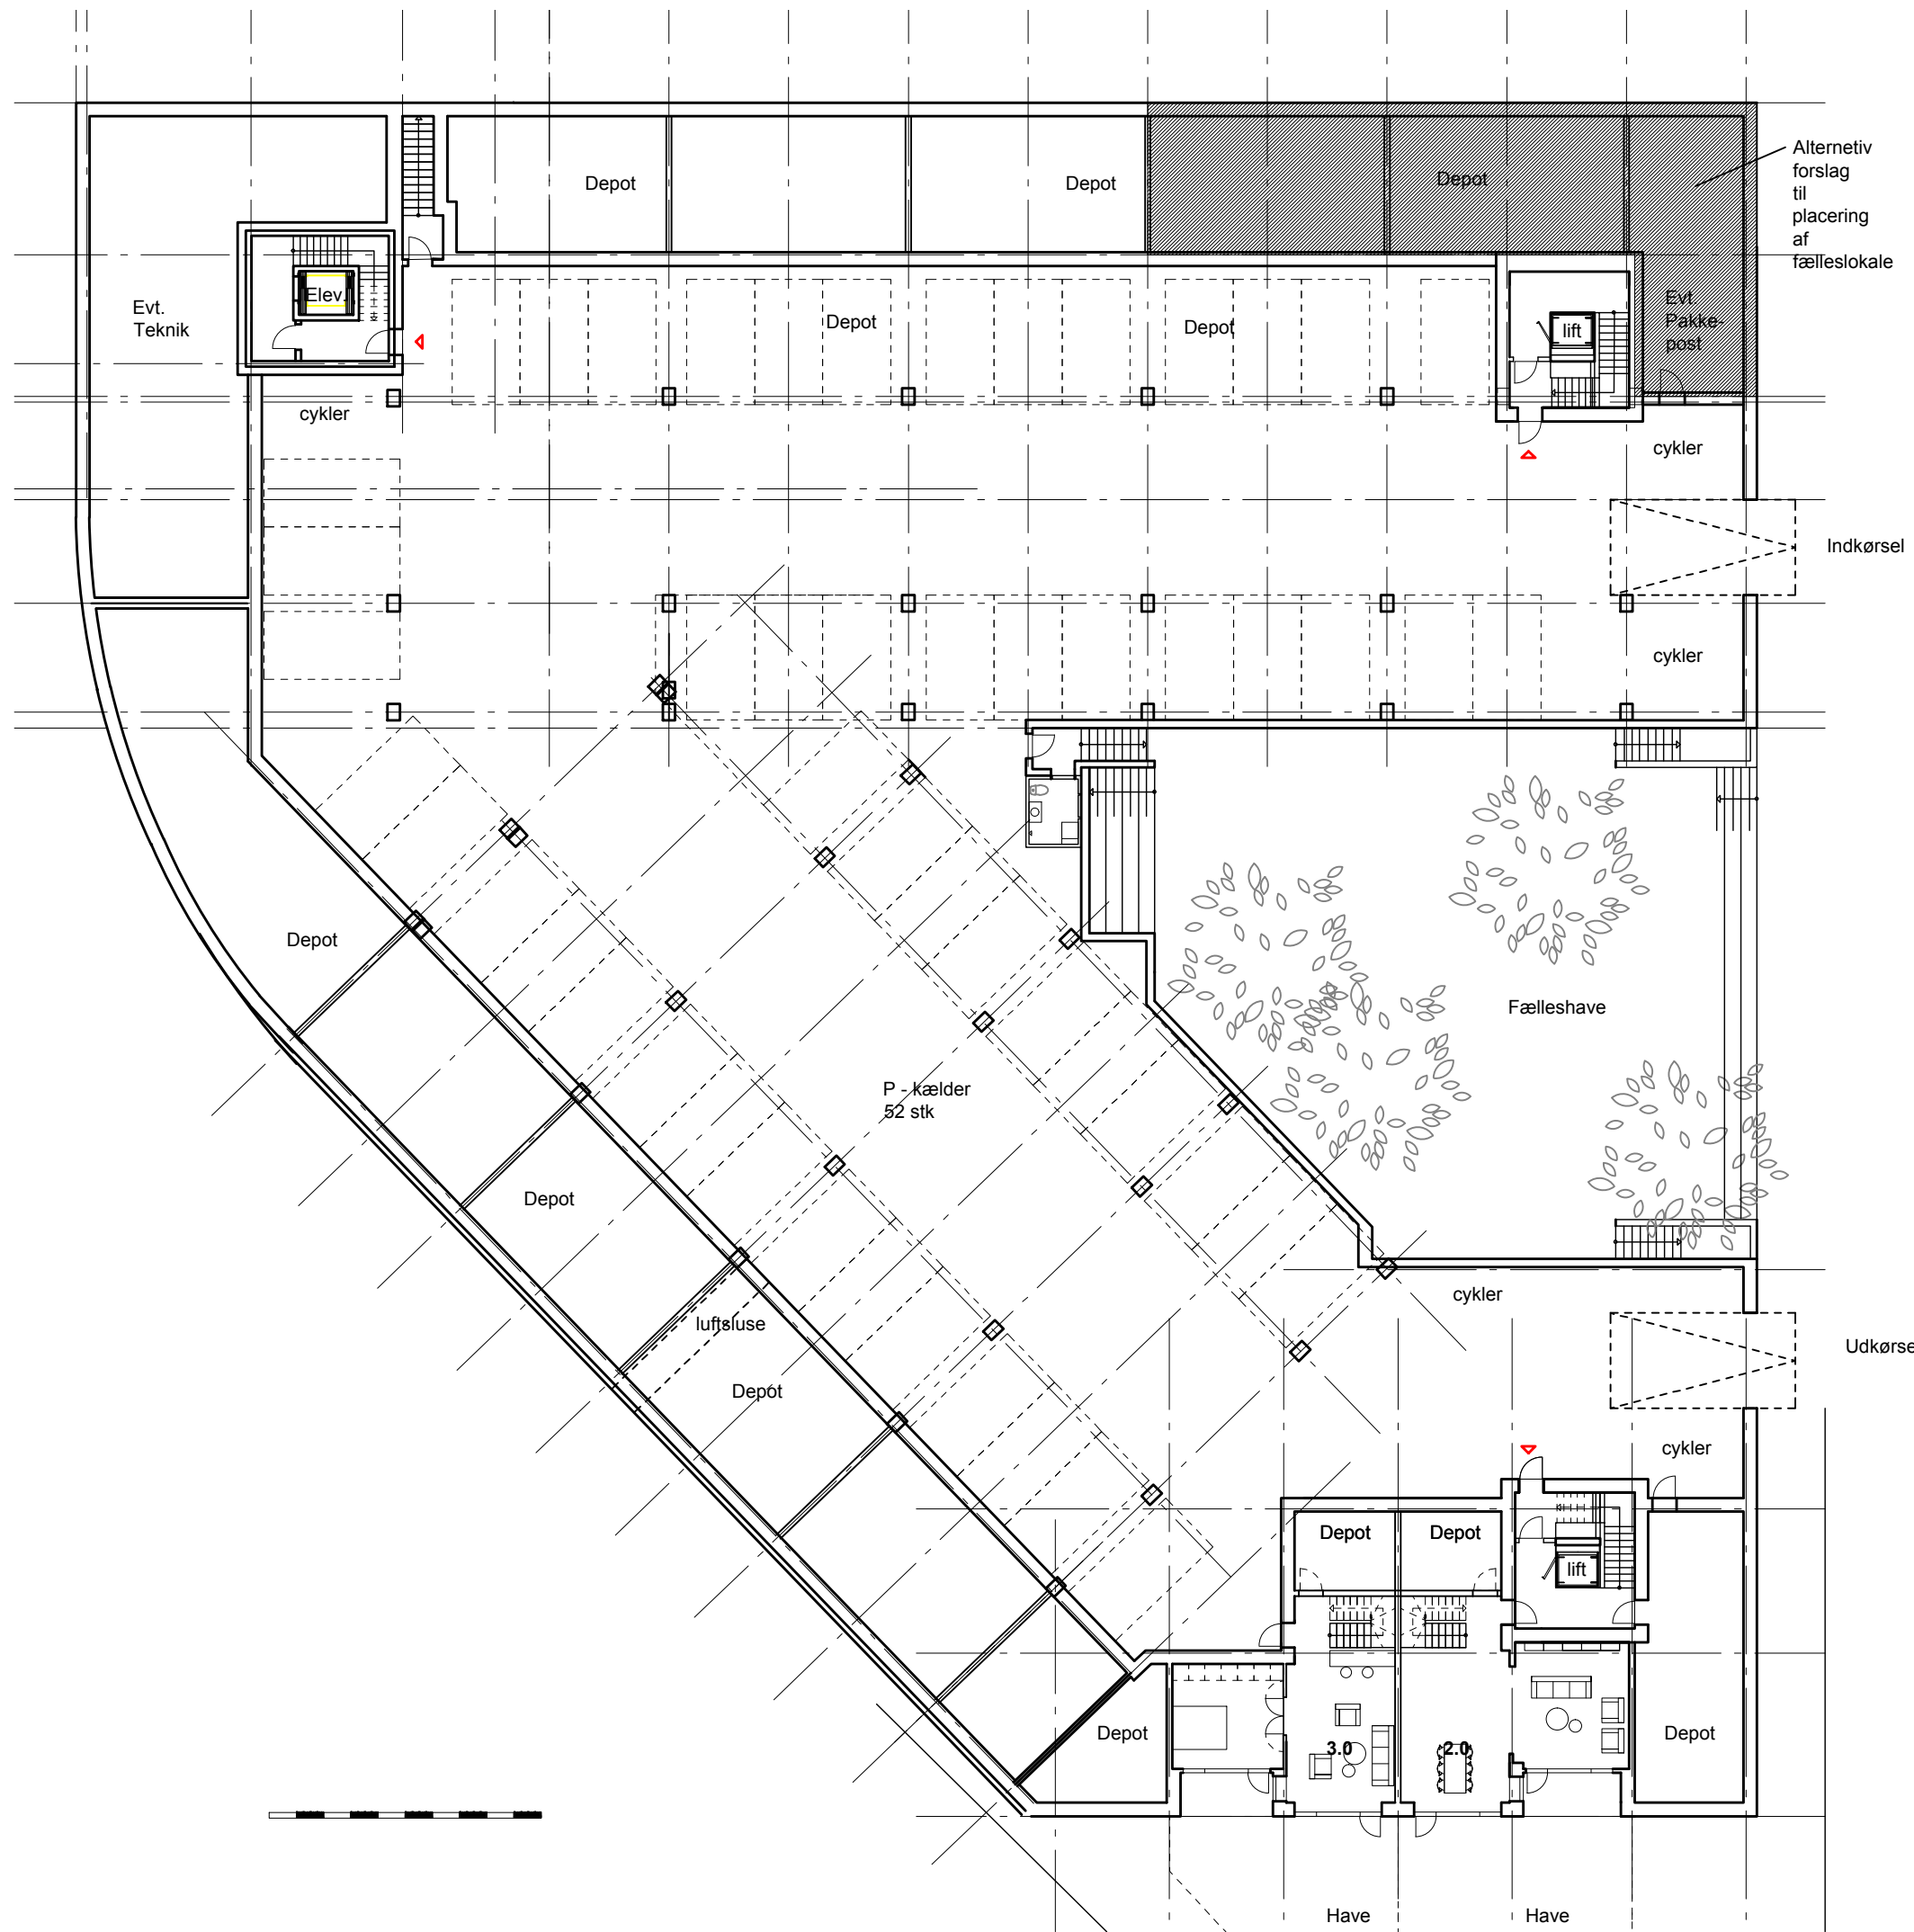 Alternetiv
forslag
til
placering
af
fælleslokale
Depot
Depot
Depot
Elev.
Evt.
Teknik
Depot
Depot
lift
Evt.
Pakke-
post
cykler
cykler
Indkørsel
cykler
Depot
Fælleshave
P - kælder
52 stk
Depot
luftsluse
Depot
cykler
Udkørse
cykler
Depot
Depot
lift
Depot
3.0
2.0
Depot
Have
Have